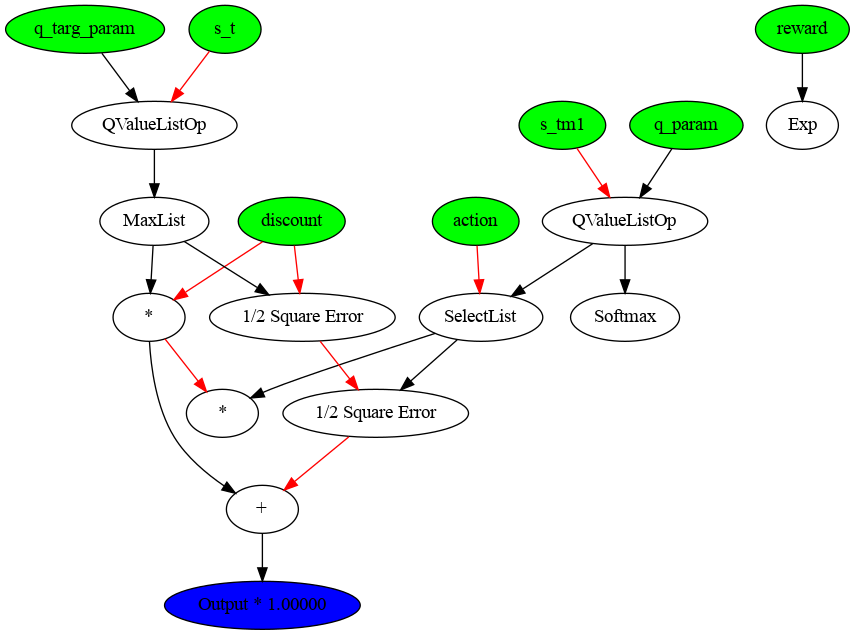 q_targ_param
s_t
reward
QValueListOp
s_tm1
q_param
Exp
MaxList
discount
action
QValueListOp
*
1/2 Square Error
SelectList
Softmax
*
1/2 Square Error
+
Output * 1.00000